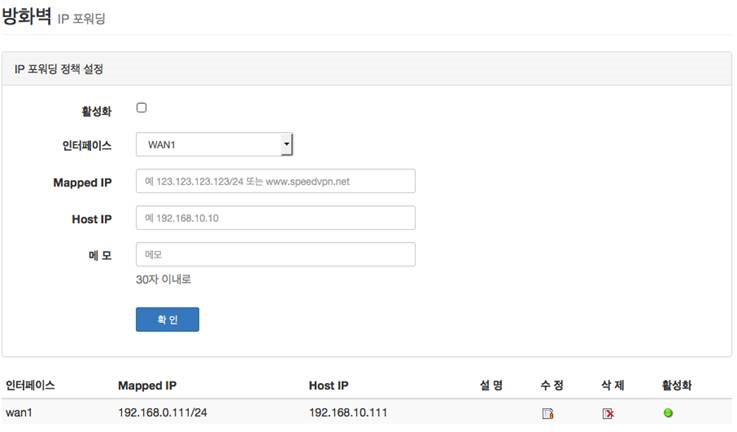 방화벽 IP 포워딩
IP 포워딩 정책 설정
활성화
인터페이스 WAN1
Mapped IP 예 123.123.123.123/24 또는 www.speedvpn.net
Host IP 예 192.168.10.10
메 모 메모
30자 이내로
확 인
인터페이스 Mapped IP Host IP 설 명 수 정 삭 제 활성화
wan1 192.168.0.111/24 192.168.10.111